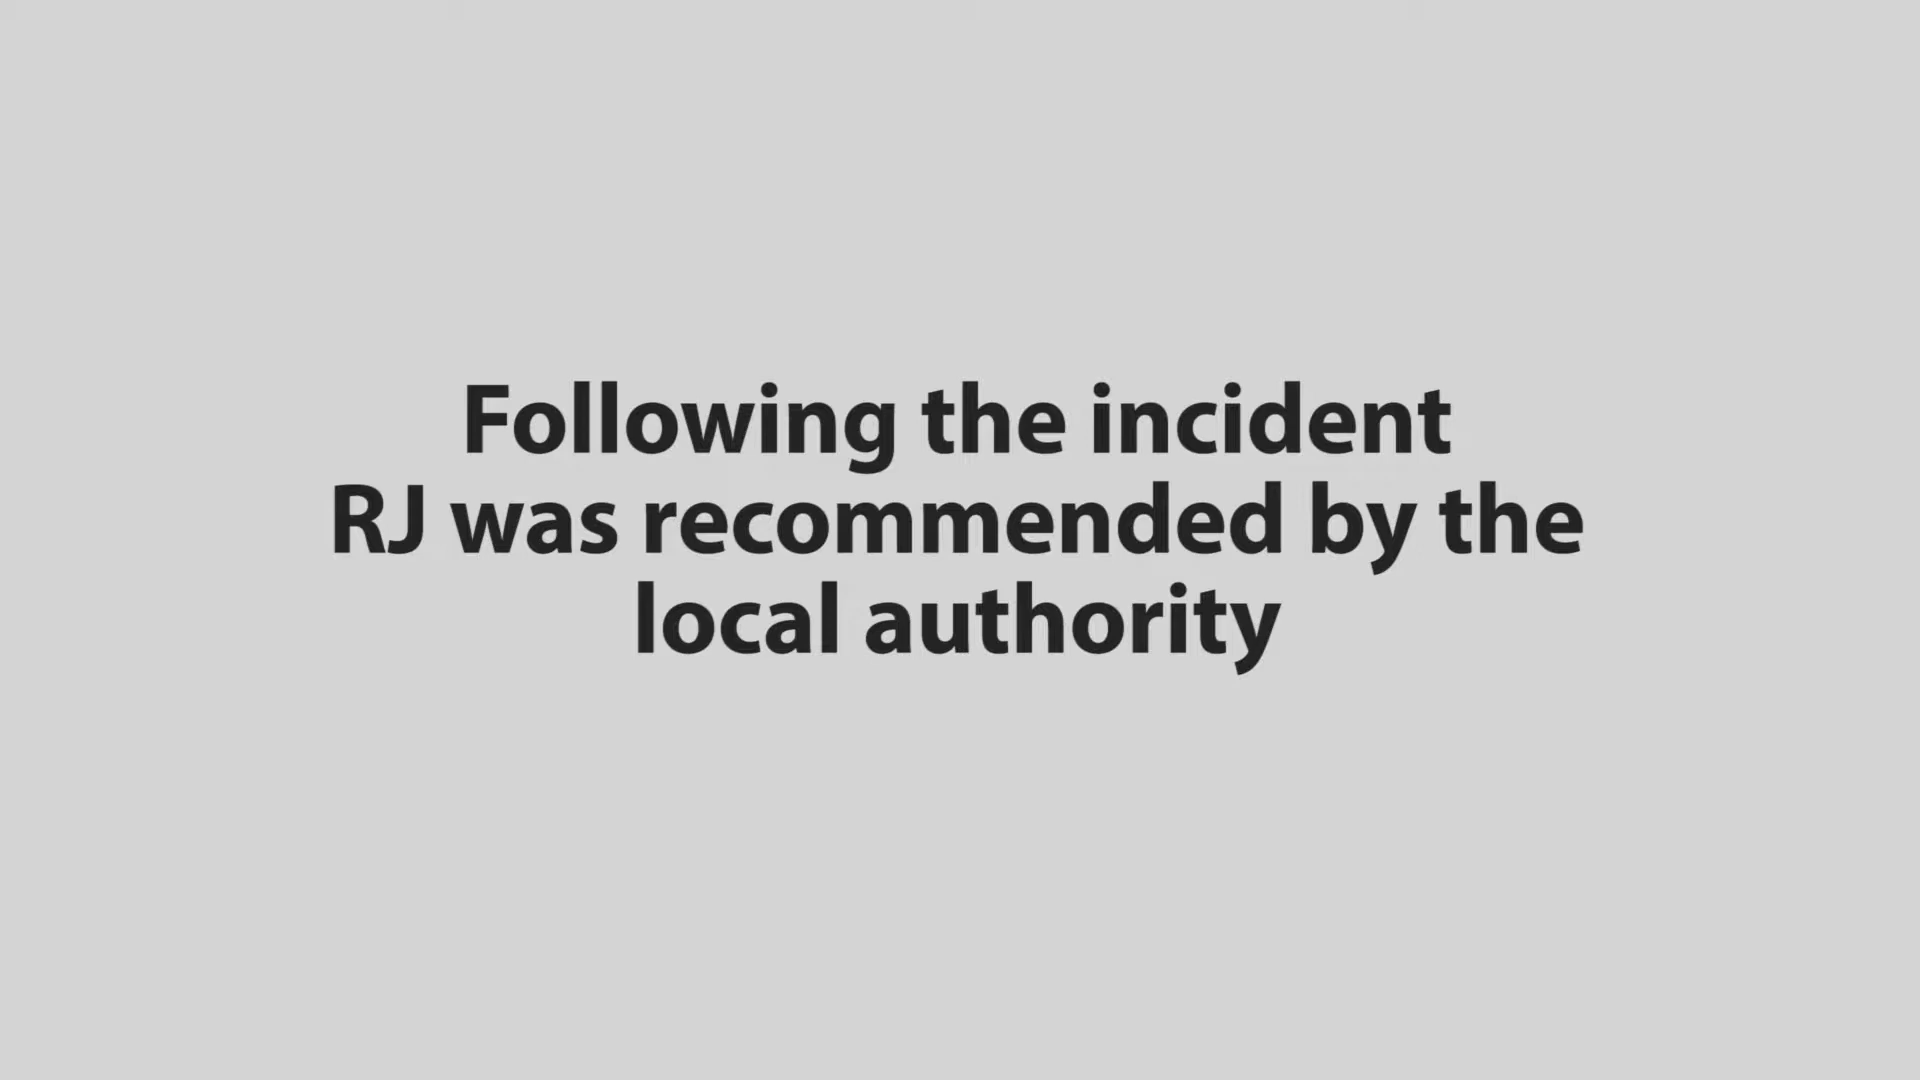 Following the incident
RJ was recommended by the
local authority